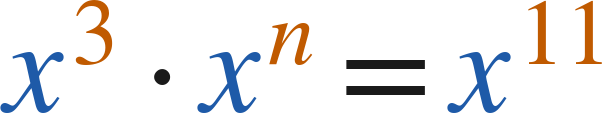 x³ · xⁿ = x¹¹